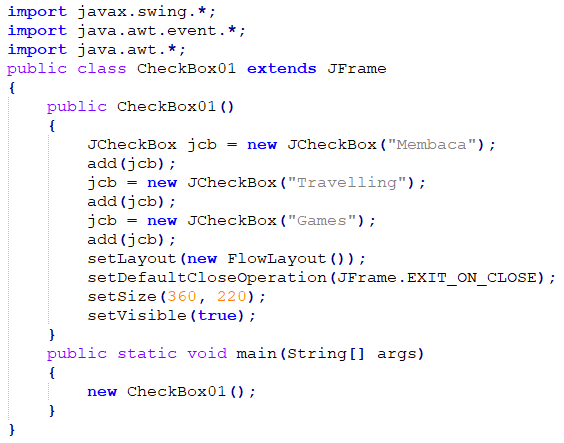 import javax.swing.*;
import java.awt.event.*;
import java.awt.*;
public class CheckBox01 extends JFrame
{
    public CheckBox01()
    {
        JCheckBox jcb = new JCheckBox("Membaca");
        add(jcb);
        jcb = new JCheckBox("Travelling");
        add(jcb);
        jcb = new JCheckBox("Games");
        add(jcb);
        setLayout(new FlowLayout());
        setDefaultCloseOperation(JFrame.EXIT_ON_CLOSE);
        setSize(360, 220);
        setVisible(true);
    }
    public static void main(String[] args)
    {
        new CheckBox01();
    }
}